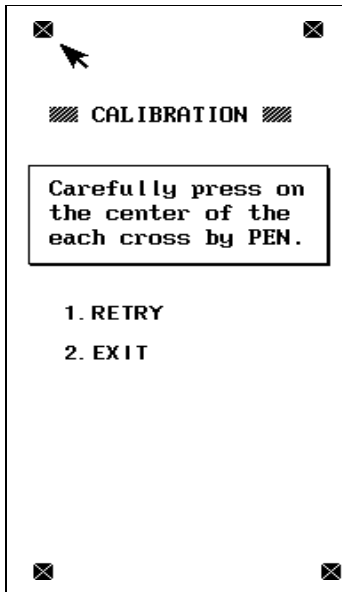 CALIBRATION
Carefully press on
the center of the
each cross by PEN.
1. RETRY
2. EXIT